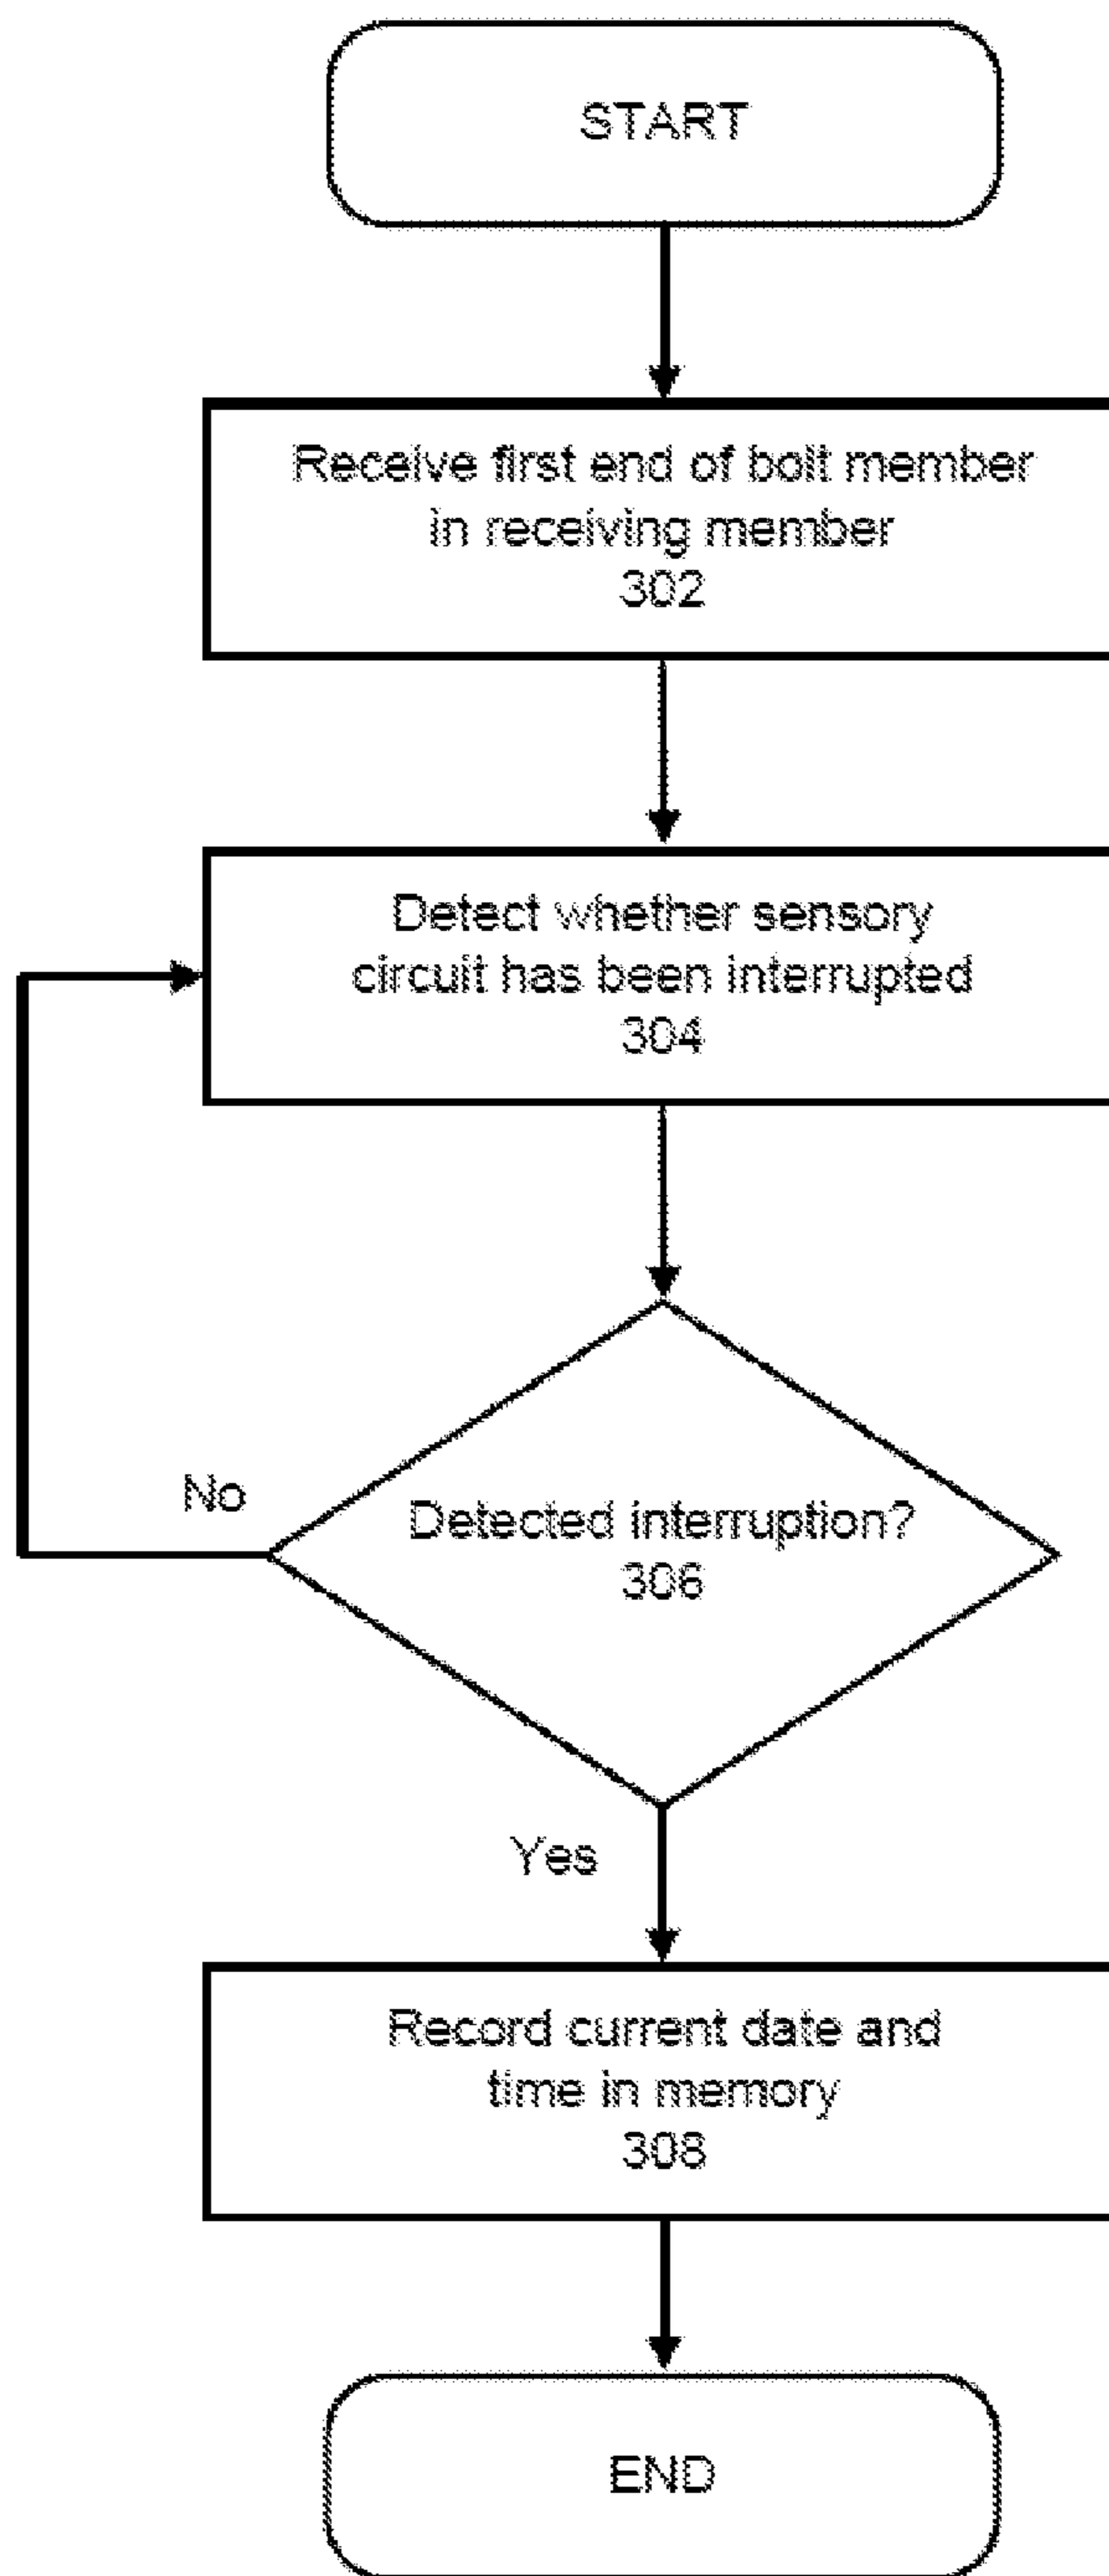 START
Receive first end of bolt member
in receiving member
302
Detect whether sensory
circuit has been interrupted
304
No
Detected interruption?
306
Yes
Record current date and
time in memory
308
END